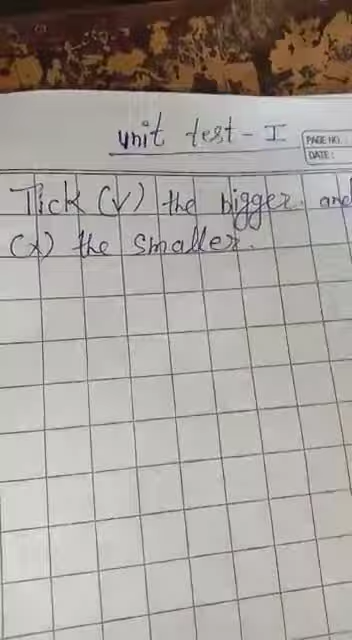 unit test - I
PAGE NO.:
DATE:
Tick (√) the bigger. and
(x) the smaller.